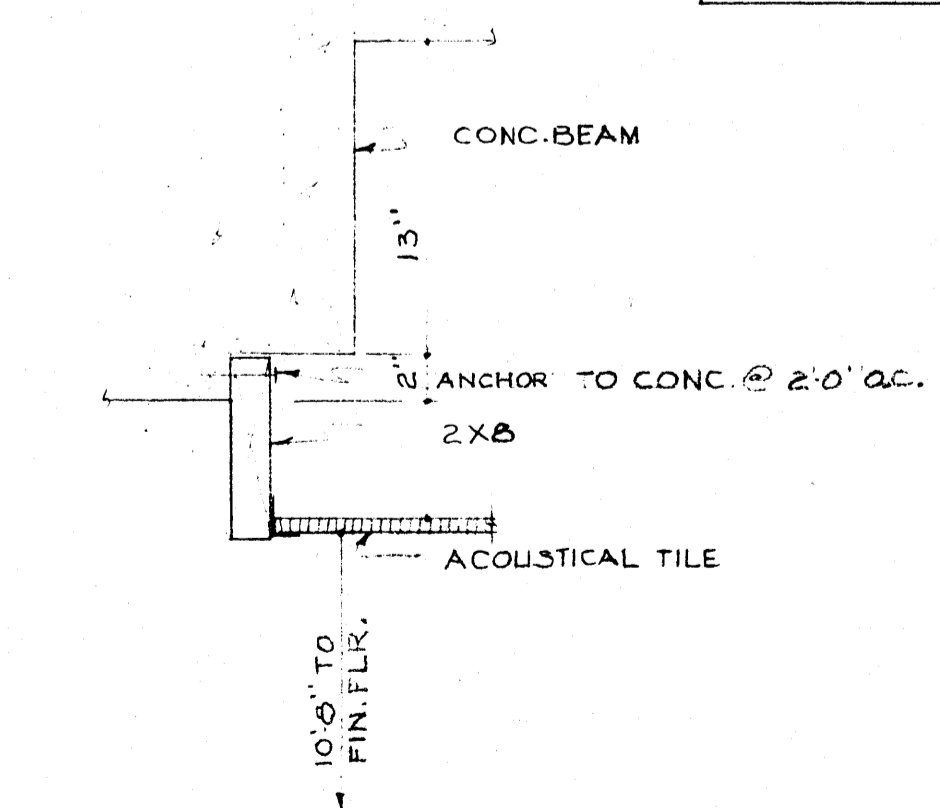 CONC. BEAM
13"
2" ANCHOR TO CONC. @ 2'-0" O.C.
2X8
ACOUSTICAL TILE
10'-8" TO
FIN. FLR.